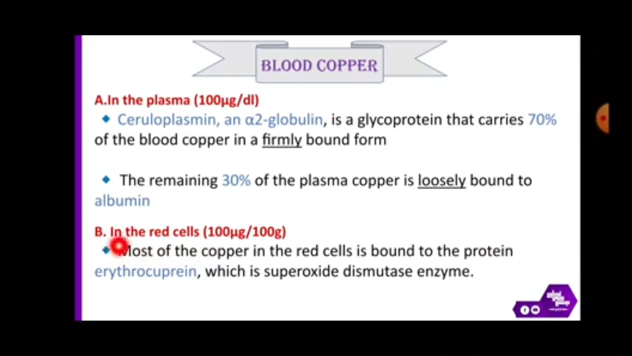 BLOOD COPPER
A.In the plasma (100µg/dl)
Ceruloplasmin, an α2-globulin, is a glycoprotein that carries 70%
of the blood copper in a firmly bound form
The remaining 30% of the plasma copper is loosely bound to
albumin
B. In the red cells (100µg/100g)
Most of the copper in the red cells is bound to the protein
erythrocuprein, which is superoxide dismutase enzyme.